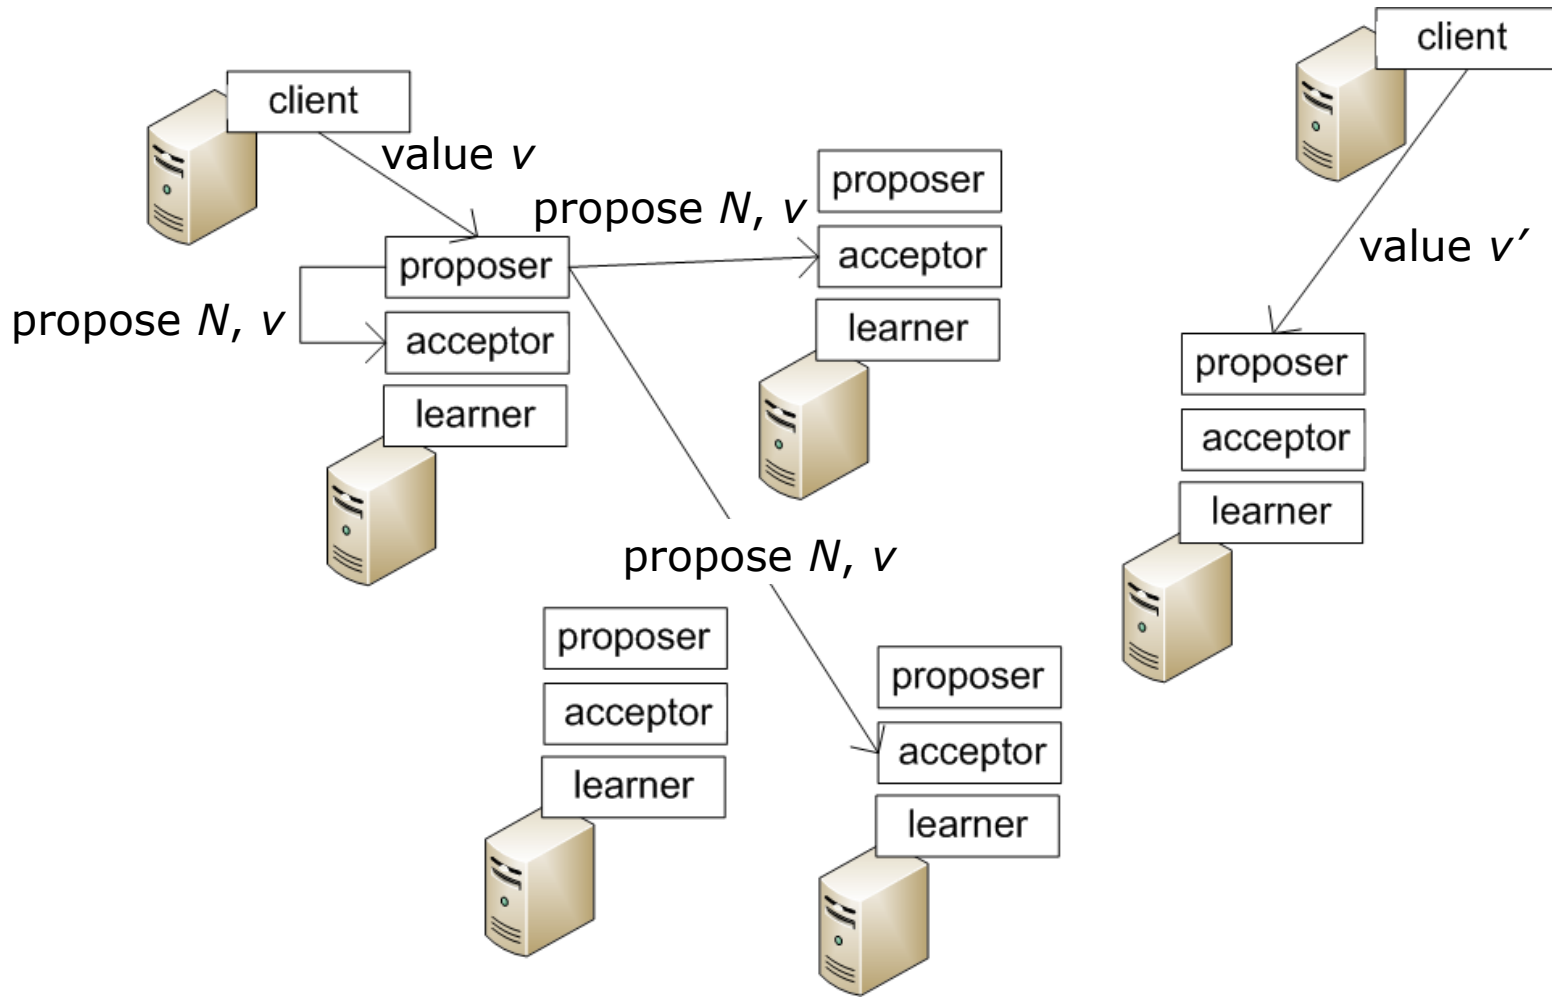 client
client
value v
proposer
propose N, v
value v′
proposer
acceptor
propose N, v
acceptor
learner
learner
proposer
acceptor
learner
propose N, v
proposer
acceptor
learner
proposer
acceptor
learner